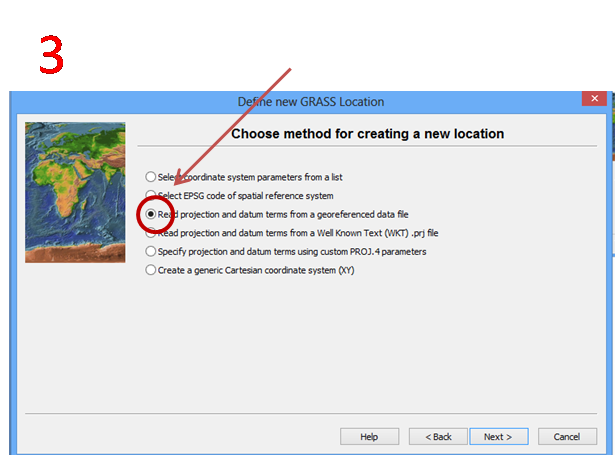 3
Define new GRASS Location
Choose method for creating a new location
Select coordinate system parameters from a list
Select EPSG code of spatial reference system
Read projection and datum terms from a georeferenced data file
Read projection and datum terms from a Well Known Text (WKT) .prj file
Specify projection and datum terms using custom PROJ.4 parameters
Create a generic Cartesian coordinate system (XY)
Help < Back Next > Cancel